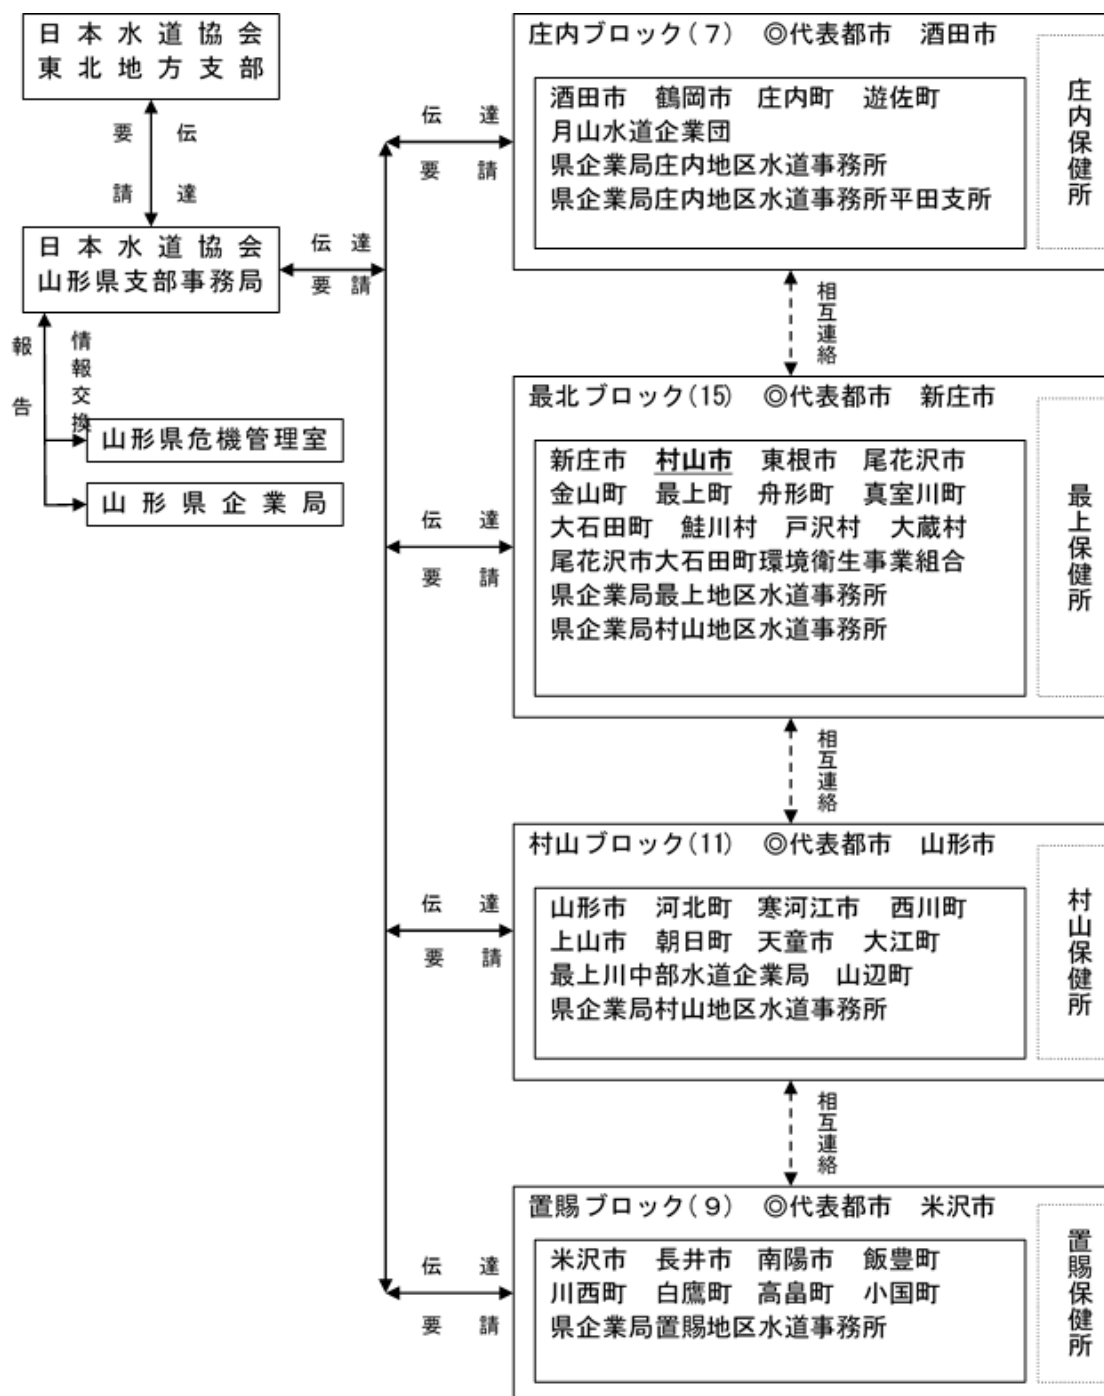 日本水道協会
東北地方支部
要請
伝達
日本水道協会
山形県支部事務局
伝達
要請
報告
情報交換
山形県危機管理室
山形県企業局
伝達
要請
庄内ブロック(7) ◎代表都市 酒田市
酒田市 鶴岡市 庄内町 遊佐町
月山水道企業団
県企業局庄内地区水道事務所
県企業局庄内地区水道事務所平田支所
庄内保健所
相互連絡
伝達
要請
最北ブロック(15) ◎代表都市 新庄市
新庄市 村山市 東根市 尾花沢市
金山町 最上町 舟形町 真室川町
大石田町 鮭川村 戸沢村 大蔵村
尾花沢市大石田町環境衛生事業組合
県企業局最上地区水道事務所
県企業局村山地区水道事務所
最上保健所
相互連絡
伝達
要請
村山ブロック(11) ◎代表都市 山形市
山形市 河北町 寒河江市 西川町
上山市 朝日町 天童市 大江町
最上川中部水道企業局 山辺町
県企業局村山地区水道事務所
村山保健所
相互連絡
伝達
要請
置賜ブロック(9) ◎代表都市 米沢市
米沢市 長井市 南陽市 飯豊町
川西町 白鷹町 高畠町 小国町
県企業局置賜地区水道事務所
置賜保健所